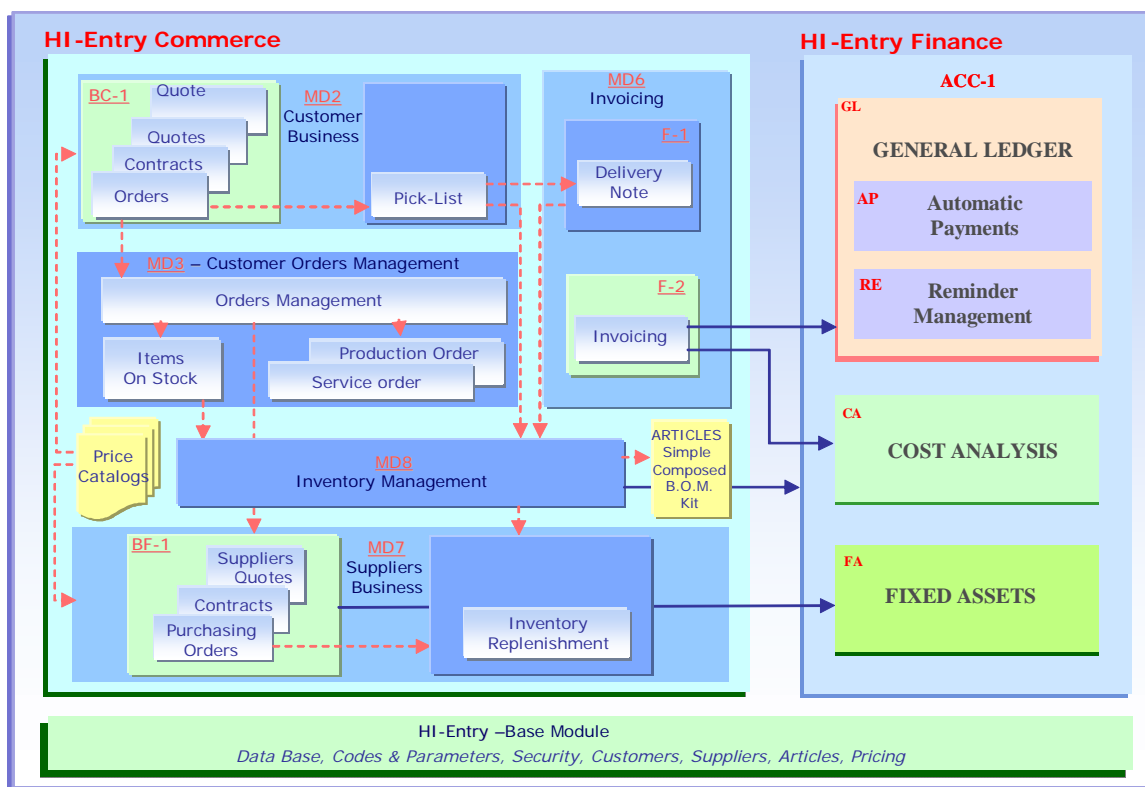 HI-Entry Commerce
BC-1
Quote
Quotes
Contracts
Orders
MD2
Customer
Business
Pick-List
MD6
Invoicing
F-1
Delivery
Note
MD3 – Customer Orders Management
Orders Management
Items
On Stock
Production Order
Service order
F-2
Invoicing
Price
Catalogs
MD8
Inventory Management
ARTICLES
Simple
Composed
B.O.M.
Kit
BF-1
Suppliers
Quotes
Contracts
Purchasing
Orders
MD7
Suppliers
Business
Inventory
Replenishment
HI-Entry Finance
ACC-1
GL
GENERAL LEDGER
AP
Automatic
Payments
RE
Reminder
Management
CA
COST ANALYSIS
FA
FIXED ASSETS
HI-Entry –Base Module
Data Base, Codes & Parameters, Security, Customers, Suppliers, Articles, Pricing